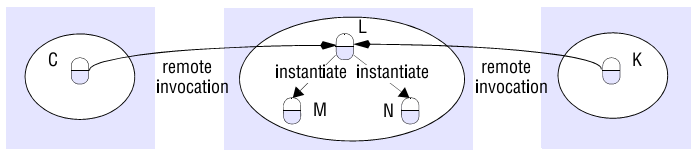 L
C
K
remote
invocation
instantiate
instantiate
remote
invocation
M
N